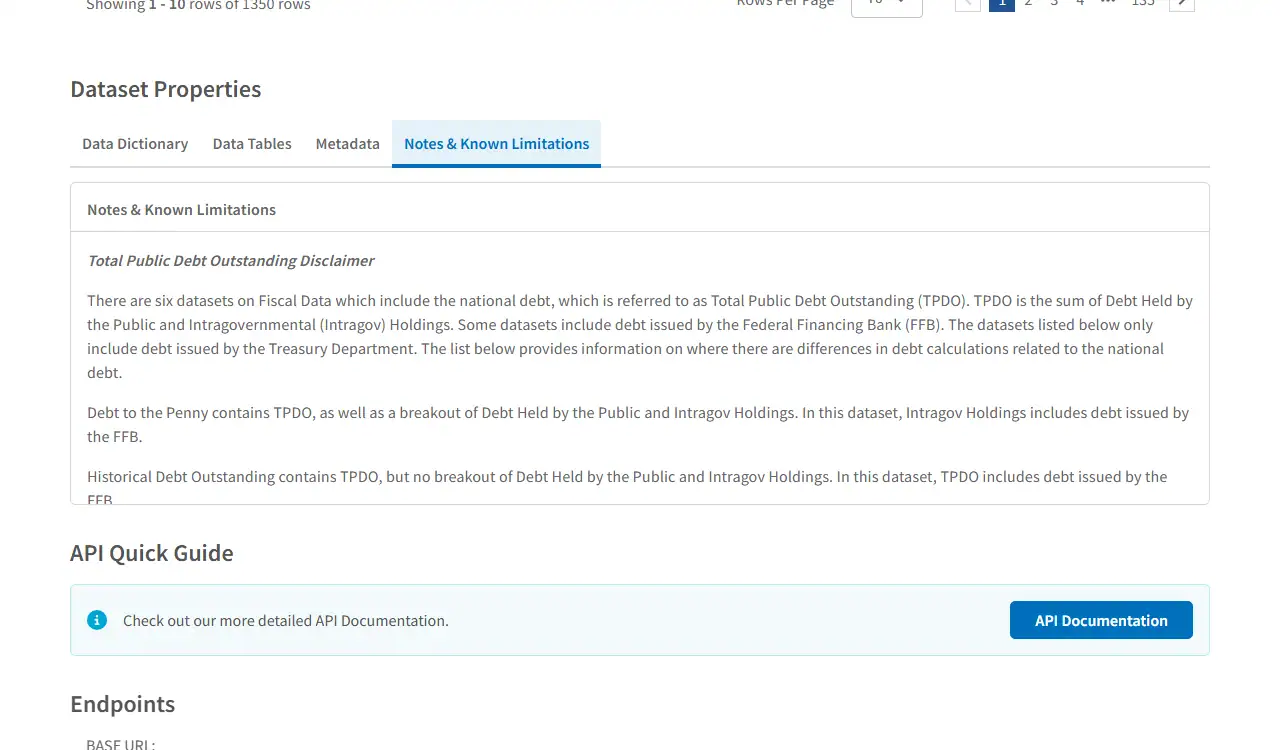 Showing 1 - 10 rows of 1350 rows
Rows Per Page 10 1 2 3 4 ••• 135
Dataset Properties
Data Dictionary Data Tables Metadata Notes & Known Limitations
Notes & Known Limitations
Total Public Debt Outstanding Disclaimer
There are six datasets on Fiscal Data which include the national debt, which is referred to as Total Public Debt Outstanding (TPDO). TPDO is the sum of Debt Held by
the Public and Intragovernmental (Intragov) Holdings. Some datasets include debt issued by the Federal Financing Bank (FFB). The datasets listed below only
include debt issued by the Treasury Department. The list below provides information on where there are differences in debt calculations related to the national
debt.
Debt to the Penny contains TPDO, as well as a breakout of Debt Held by the Public and Intragov Holdings. In this dataset, Intragov Holdings includes debt issued by
the FFB.
Historical Debt Outstanding contains TPDO, but no breakout of Debt Held by the Public and Intragov Holdings. In this dataset, TPDO includes debt issued by the
FFB
API Quick Guide
Check out our more detailed API Documentation.
API Documentation
Endpoints
BASE URL: